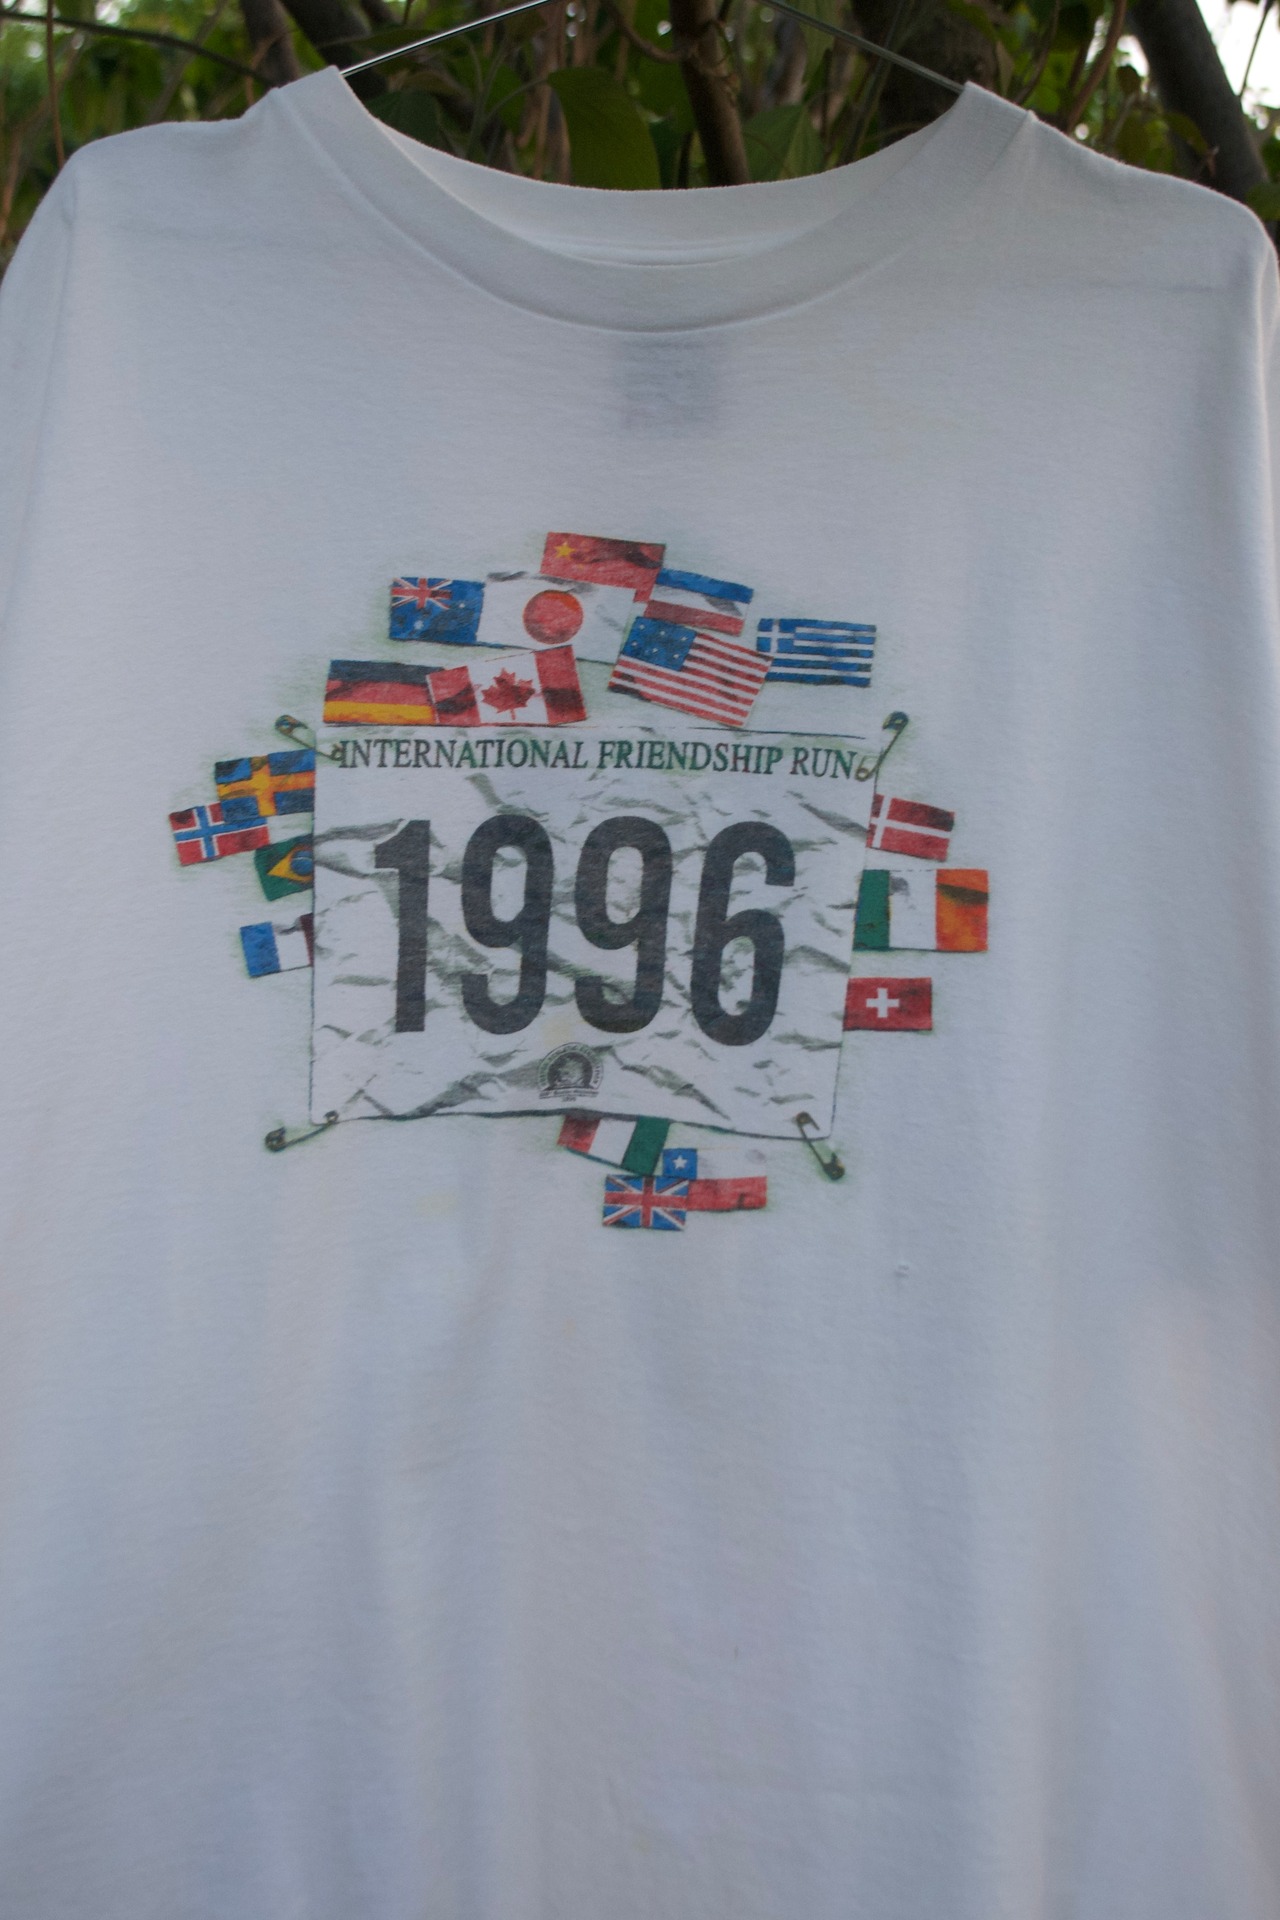 INTERNATIONAL FRIENDSHIP RUN
1996